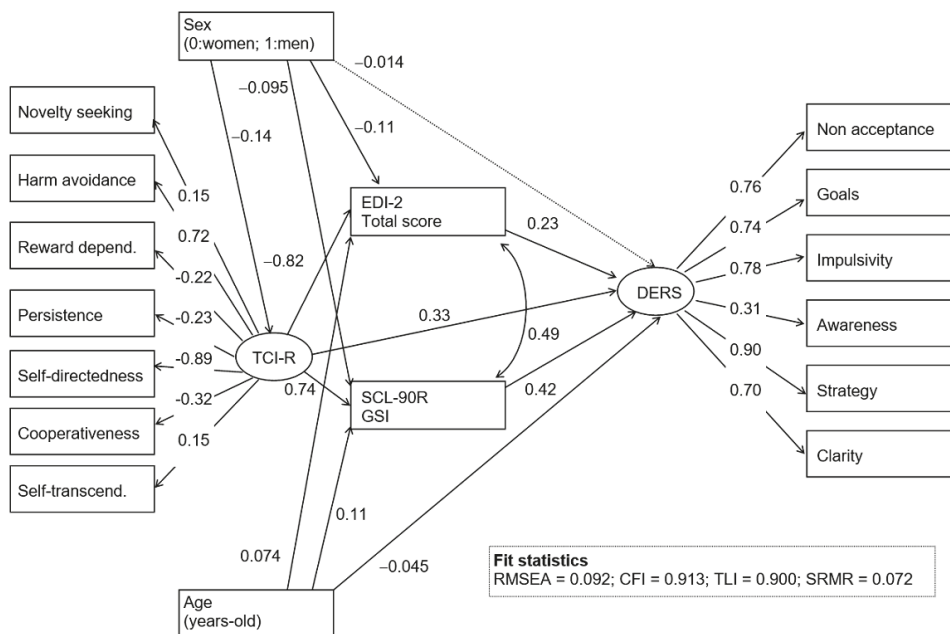 Sex
(0:women; 1:men)
−0.014
−0.095
−0.14
−0.11
Novelty seeking
Harm avoidance
Reward depend.
Persistence
Self-directedness
Cooperativeness
Self-transcend.
0.15
0.72
-0.22
-0.23
-0.89
-0.32
0.15
TCI-R
−0.82
0.74
0.33
EDI-2
Total score
0.23
0.49
SCL-90R
GSI
0.42
0.11
0.074
−0.045
DERS
0.76
0.74
0.78
0.31
0.90
0.70
Non acceptance
Goals
Impulsivity
Awareness
Strategy
Clarity
Age
(years-old)
Fit statistics
RMSEA = 0.092; CFI = 0.913; TLI = 0.900; SRMR = 0.072